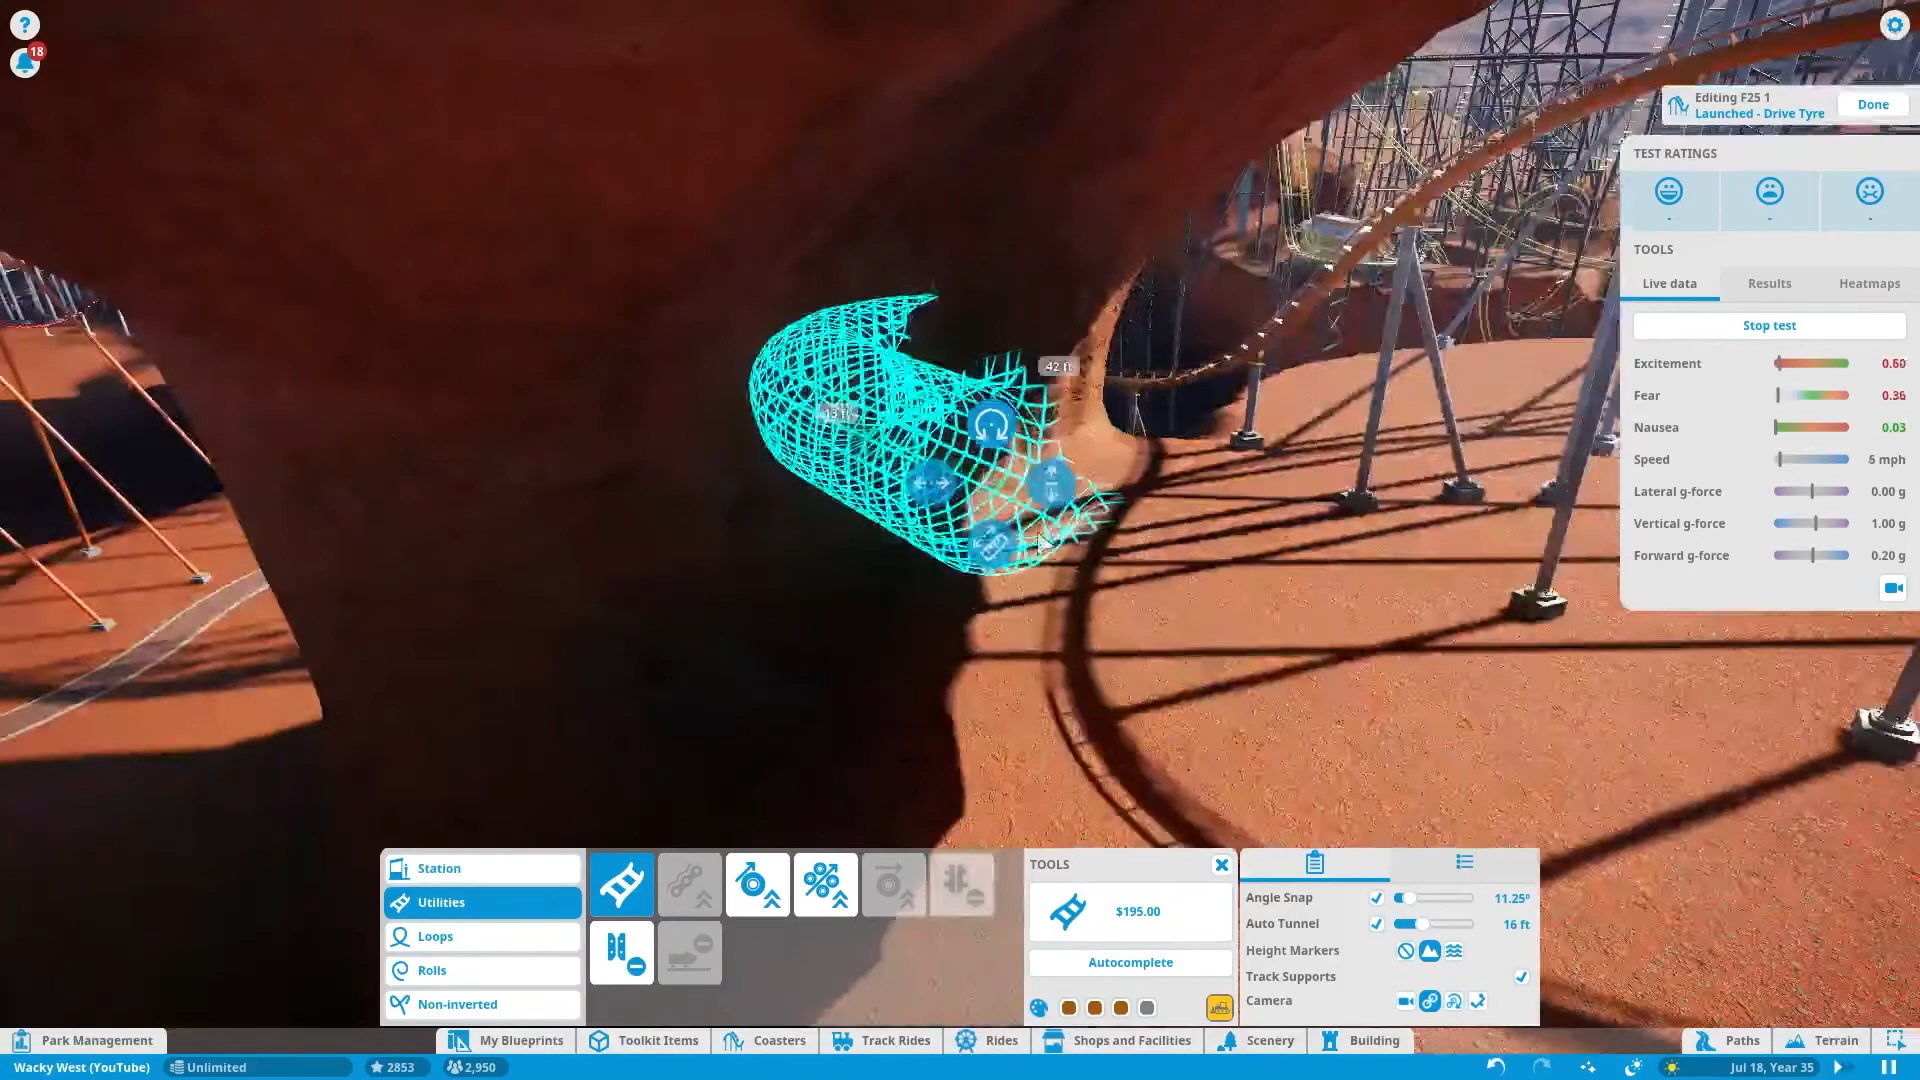 ?
18
Editing F25 1
Launched - Drive Tyre
Done
TEST RATINGS
-
-
-
TOOLS
Live data
Results
Heatmaps
Stop test
Excitement
0.60
Fear
0.36
Nausea
0.03
Speed
5 mph
Lateral g-force
0.00 g
Vertical g-force
1.00 g
Forward g-force
0.20 g
42 ft
Station
Utilities
Loops
Rolls
Non-inverted
TOOLS
$195.00
Autocomplete
Angle Snap
11.25°
Auto Tunnel
16 ft
Height Markers
Track Supports
Camera
Park Management
My Blueprints
Toolkit Items
Coasters
Track Rides
Rides
Shops and Facilities
Scenery
Building
Paths
Terrain
Wacky West (YouTube)
Unlimited
2853
2,950
Jul 18, Year 35